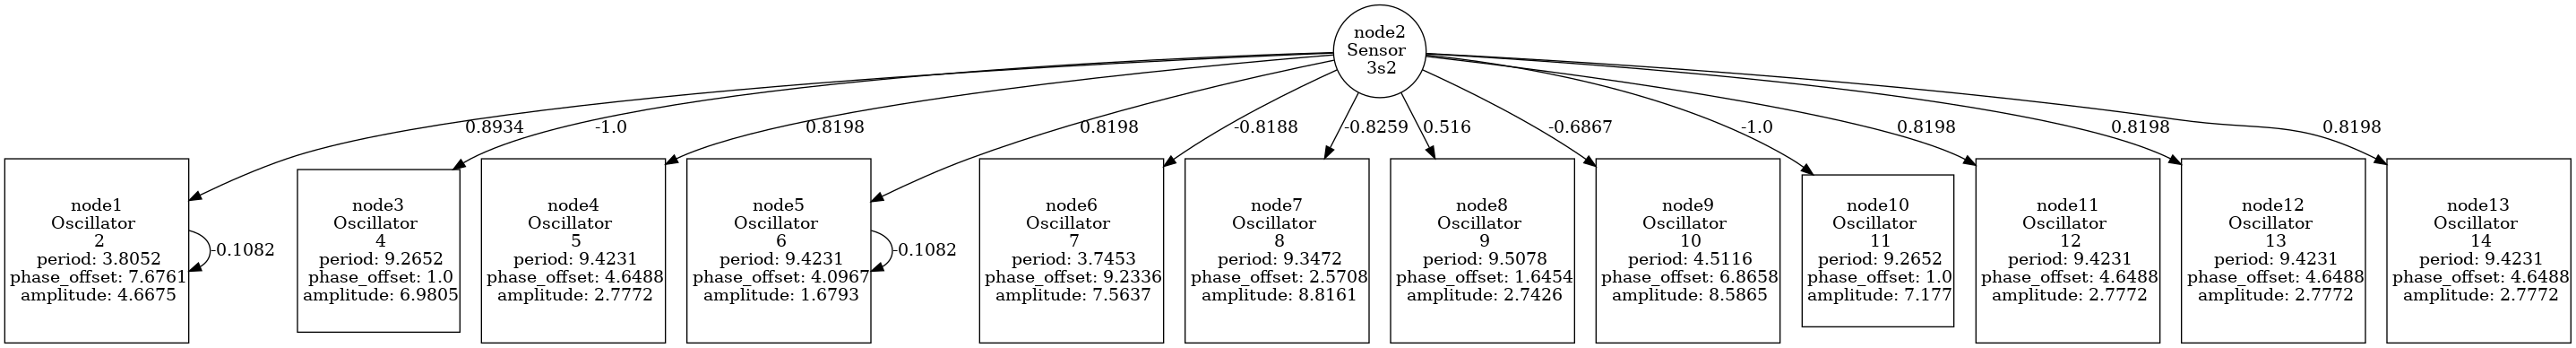 node2
Sensor
3s2
0.8934
-1.0
0.8198
0.8198
-0.8188
-0.8259
0.516
-0.6867
-1.0
0.8198
0.8198
0.8198
node1
Oscillator
2
period: 3.8052
phase_offset: 7.6761
amplitude: 4.6675
-0.1082
node3
Oscillator
4
period: 9.2652
phase_offset: 1.0
amplitude: 6.9805
node4
Oscillator
5
period: 9.4231
phase_offset: 4.6488
amplitude: 2.7772
node5
Oscillator
6
period: 9.4231
phase_offset: 4.0967
amplitude: 1.6793
-0.1082
node6
Oscillator
7
period: 3.7453
phase_offset: 9.2336
amplitude: 7.5637
node7
Oscillator
8
period: 9.3472
phase_offset: 2.5708
amplitude: 8.8161
node8
Oscillator
9
period: 9.5078
phase_offset: 1.6454
amplitude: 2.7426
node9
Oscillator
10
period: 4.5116
phase_offset: 6.8658
amplitude: 8.5865
node10
Oscillator
11
period: 9.2652
phase_offset: 1.0
amplitude: 7.177
node11
Oscillator
12
period: 9.4231
phase_offset: 4.6488
amplitude: 2.7772
node12
Oscillator
13
period: 9.4231
phase_offset: 4.6488
amplitude: 2.7772
node13
Oscillator
14
period: 9.4231
phase_offset: 4.6488
amplitude: 2.7772